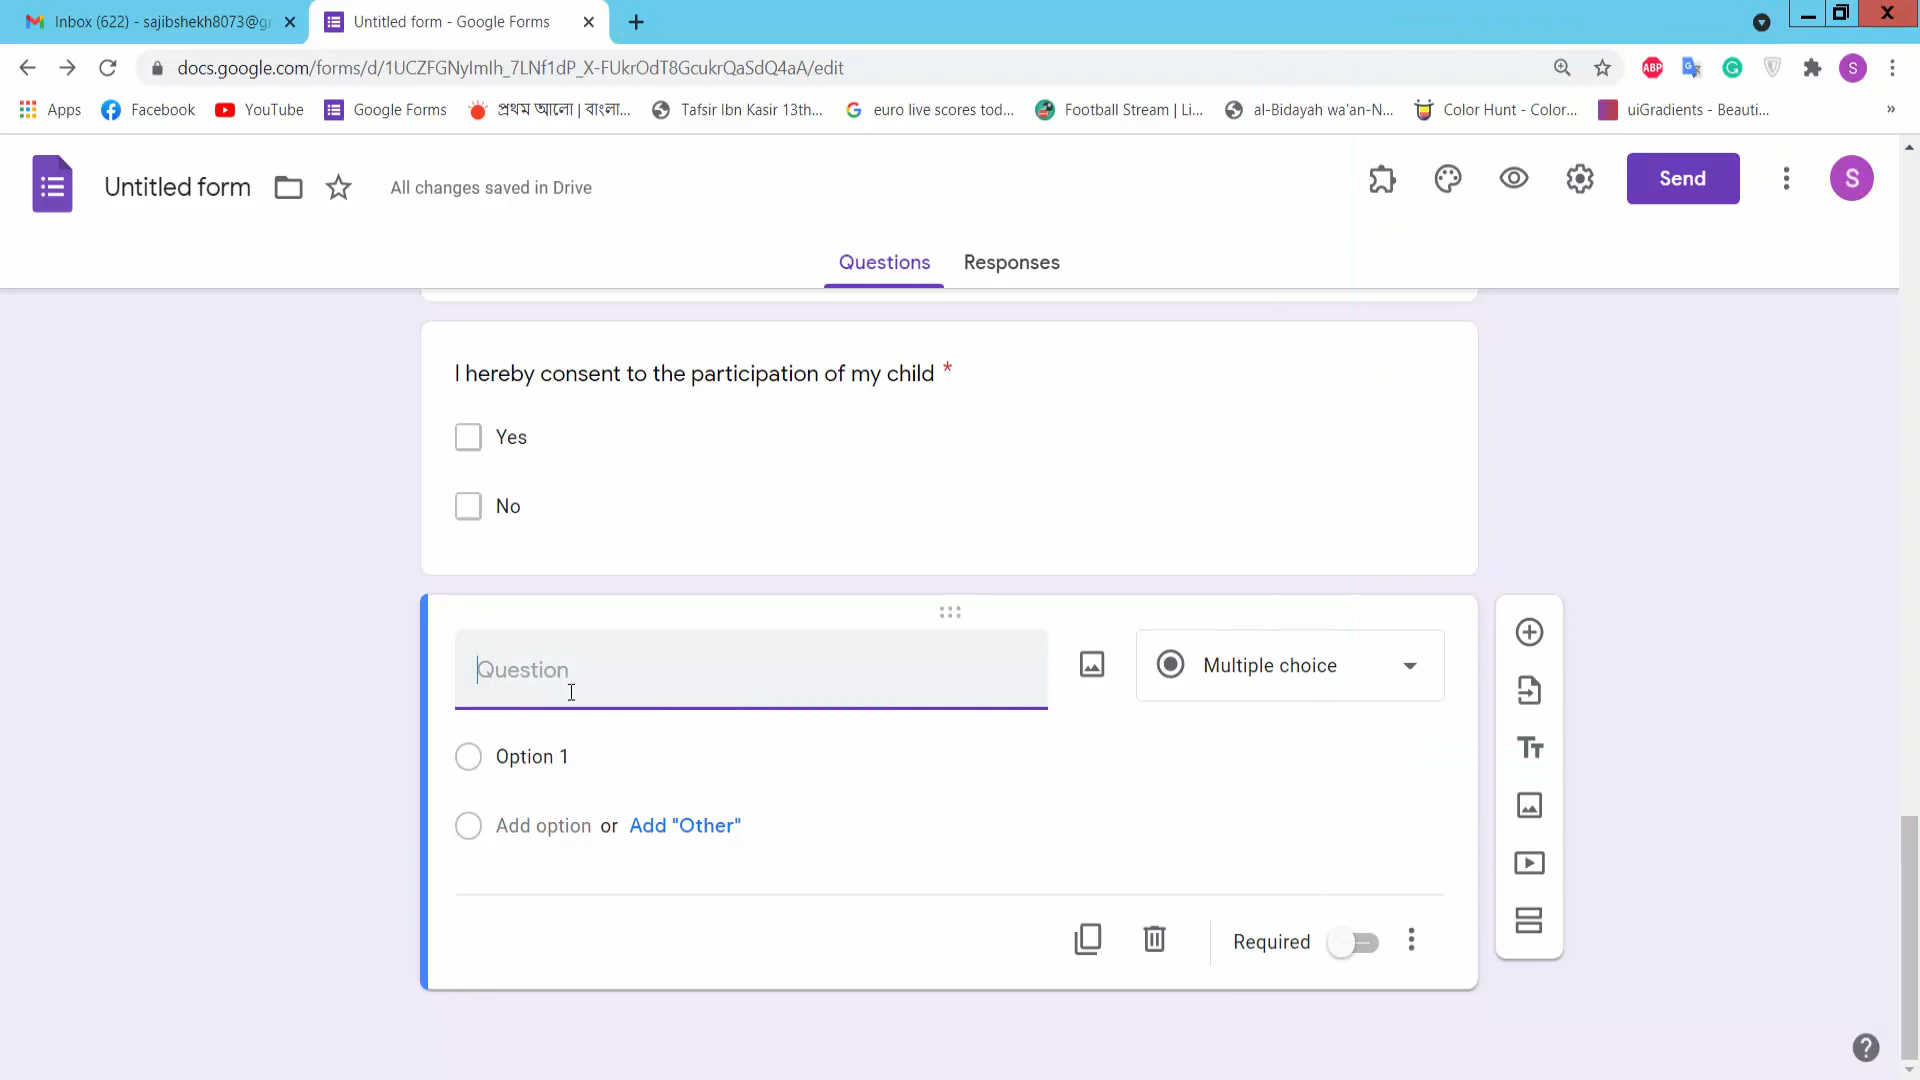 Inbox (622) - sajibshekh8073@g
Untitled form - Google Forms
docs.google.com/forms/d/1UCZFGNyImlh_7LNf1dP_X-FUkrOdT8GcukrQaSdQ4aA/edit
ABP
S
Apps
Facebook
YouTube
Google Forms
প্রথম আলো | বাংলা...
Tafsir Ibn Kasir 13th...
euro live scores tod...
Football Stream | Li...
al-Bidayah wa'an-N...
Color Hunt - Color...
uiGradients - Beauti...
»
Untitled form
All changes saved in Drive
Send
S
Questions
Responses
I hereby consent to the participation of my child *
Yes
No
Question
Multiple choice
Option 1
Add option or Add "Other"
Required